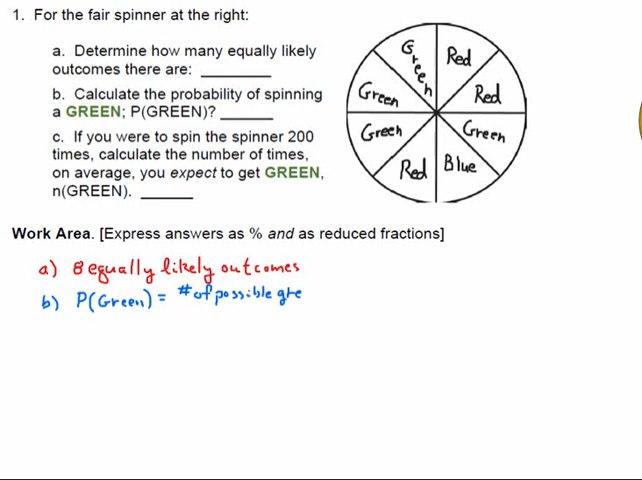 1. For the fair spinner at the right:
a. Determine how many equally likely
outcomes there are: ________
b. Calculate the probability of spinning
a GREEN; P(GREEN)? ______
c. If you were to spin the spinner 200
times, calculate the number of times,
on average, you expect to get GREEN,
n(GREEN). ______
Green
Red
Green
Red
Green
Green
Red
Blue
Work Area. [Express answers as % and as reduced fractions]
a) 8 equally likely outcomes
b) P(Green) = # of possible gre